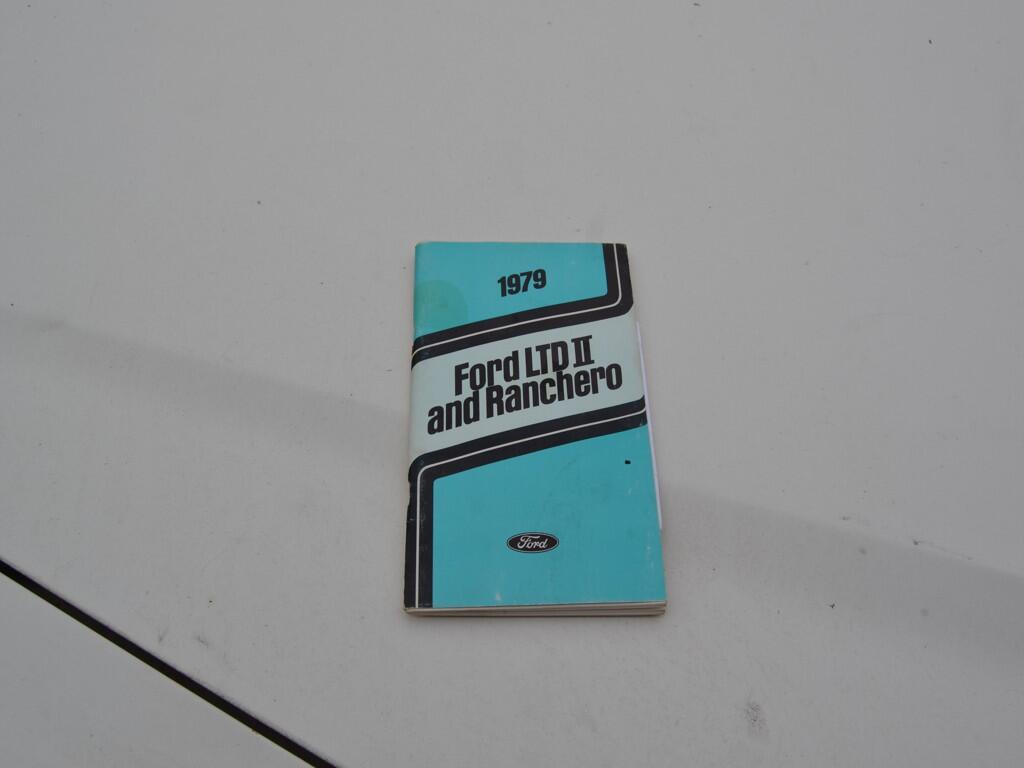 1979
Ford LTD II
and Ranchero
Ford